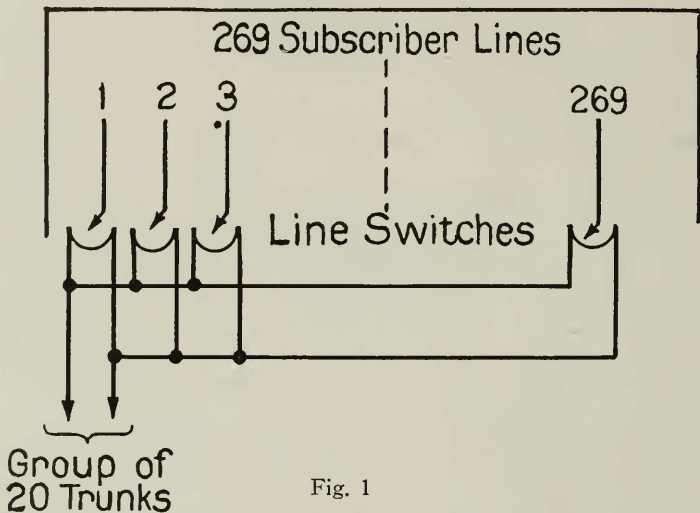 269 Subscriber Lines
1 2 3 269
Line Switches
Group of
20 Trunks
Fig. 1